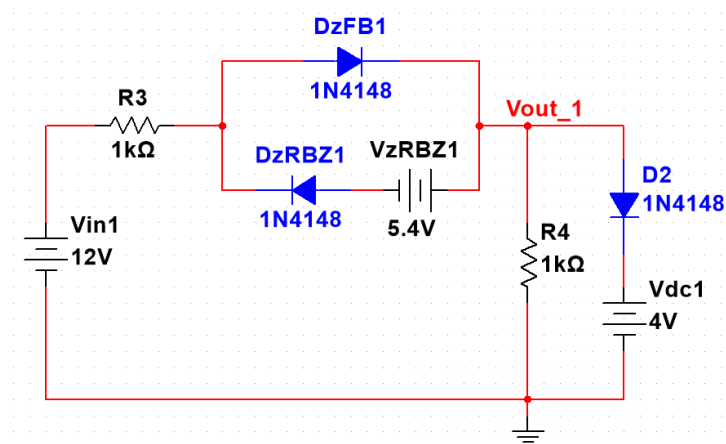 DzFB1
1N4148
R3
1kΩ
DzRBZ1
1N4148
VzRBZ1
5.4V
Vout_1
D2
1N4148
Vin1
12V
R4
1kΩ
Vdc1
4V